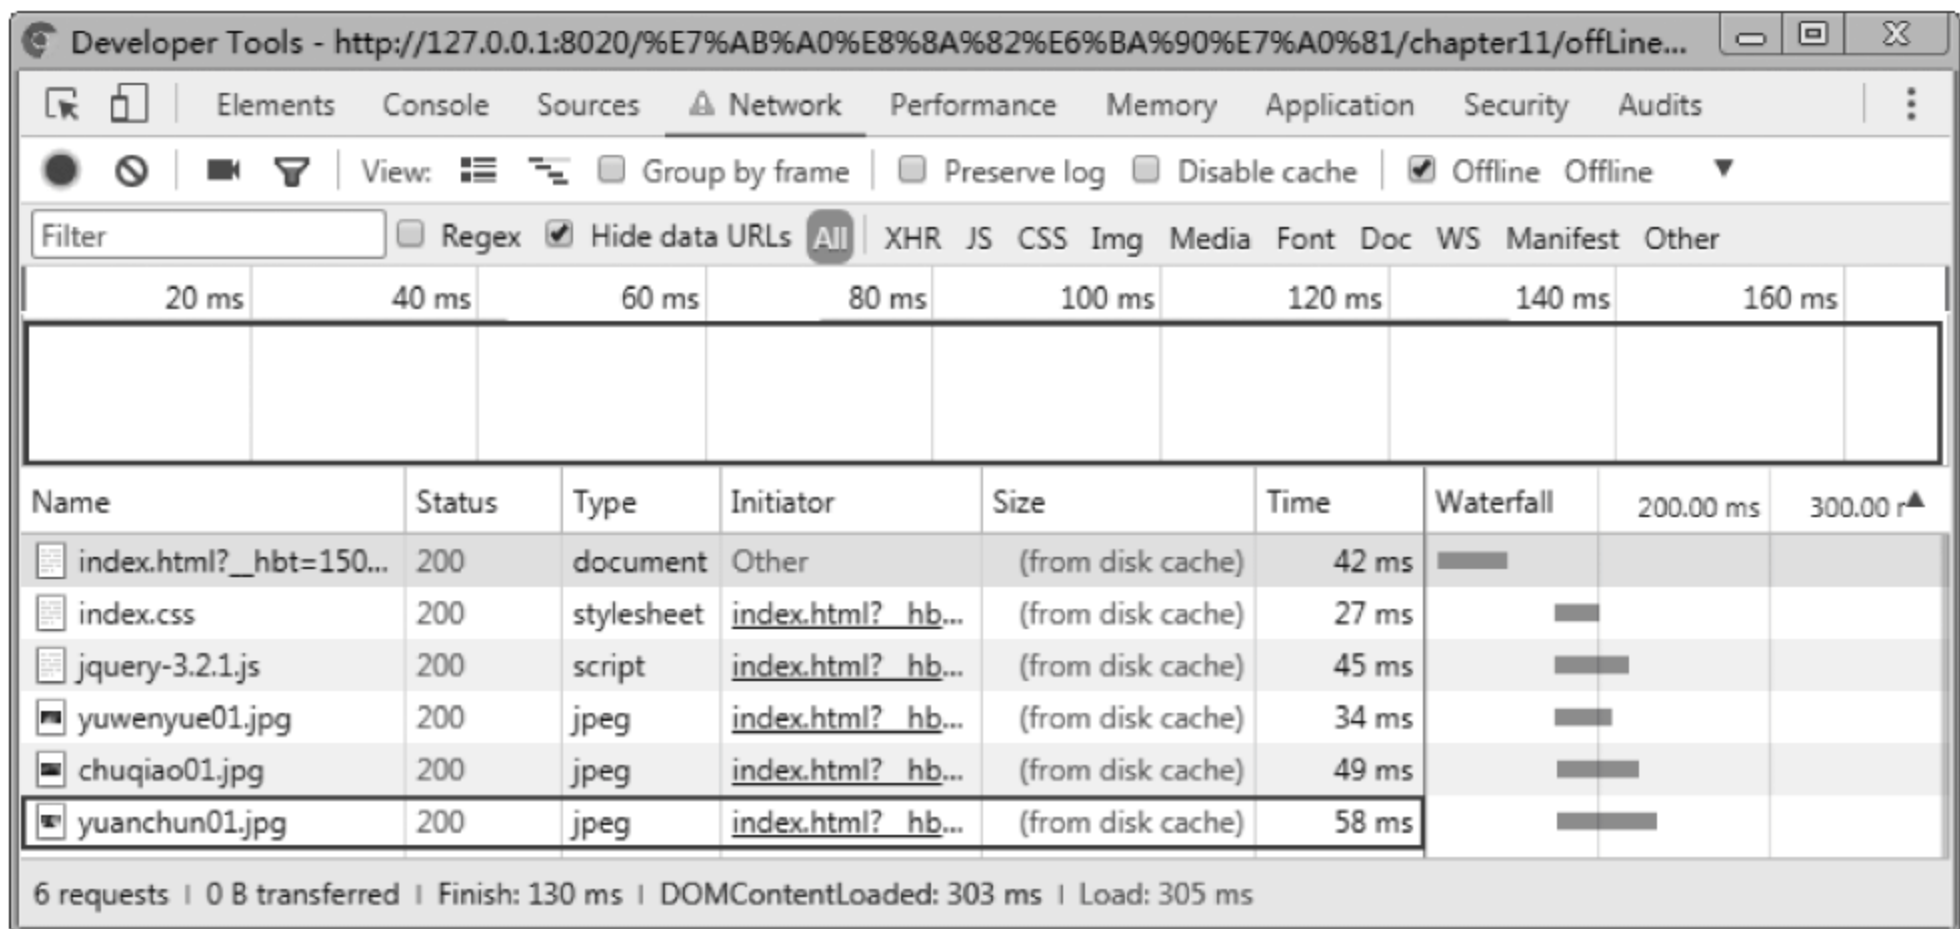 Developer Tools - http://127.0.0.1:8020/%E7%AB%A0%E8%8A%82%E6%BA%90%E7%A0%81/chapter11/offLine...
Elements Console Sources Network Performance Memory Application Security Audits
View: Group by frame Preserve log Disable cache Offline Offline
Filter Regex Hide data URLs All XHR JS CSS Img Media Font Doc WS Manifest Other
20 ms 40 ms 60 ms 80 ms 100 ms 120 ms 140 ms 160 ms
Name Status Type Initiator Size Time Waterfall 200.00 ms 300.00 r
index.html?__hbt=150... 200 document Other (from disk cache) 42 ms
index.css 200 stylesheet index.html?__hb... (from disk cache) 27 ms
jquery-3.2.1.js 200 script index.html?__hb... (from disk cache) 45 ms
yuwenyue01.jpg 200 jpeg index.html?__hb... (from disk cache) 34 ms
chuqiao01.jpg 200 jpeg index.html?__hb... (from disk cache) 49 ms
yuanchun01.jpg 200 jpeg index.html?__hb... (from disk cache) 58 ms
6 requests | 0 B transferred | Finish: 130 ms | DOMContentLoaded: 303 ms | Load: 305 ms